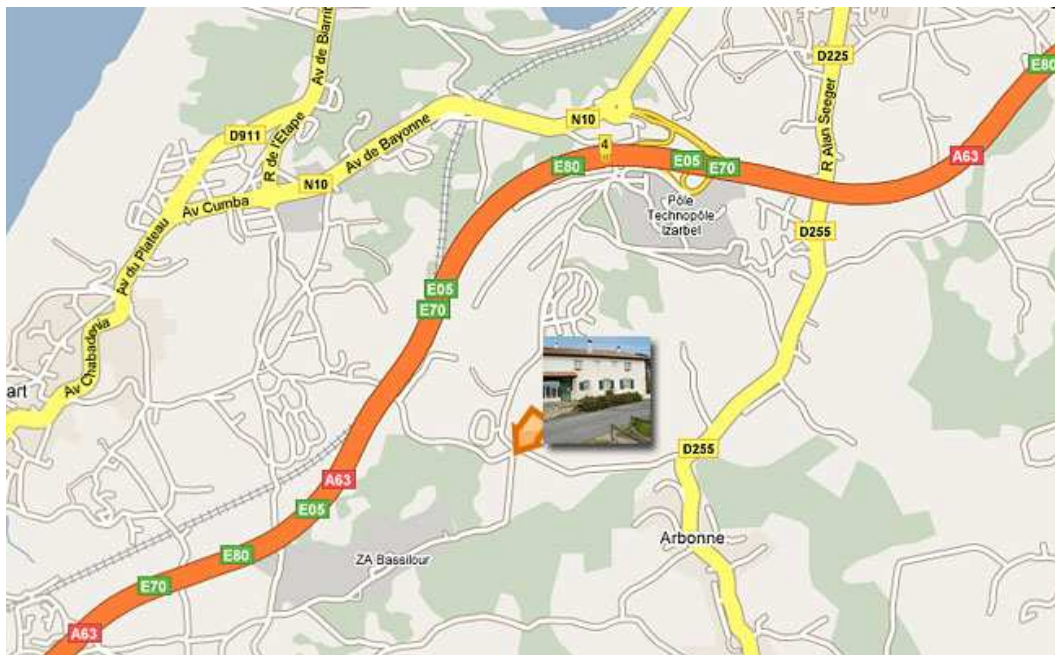 Av de Biarrit
E80
D225
D911
R de l'Etape
Av de Bayonne
N10
4
E80
E05
E70
R Alan Seeger
A63
N10
Av Cumba
Pôle
Technopôle
Izarbel
D255
Av du Plateau
E05
E70
Av Chabadenia
art
D255
A63
E05
Arbonne
E80
ZA Bassilour
E70
A63